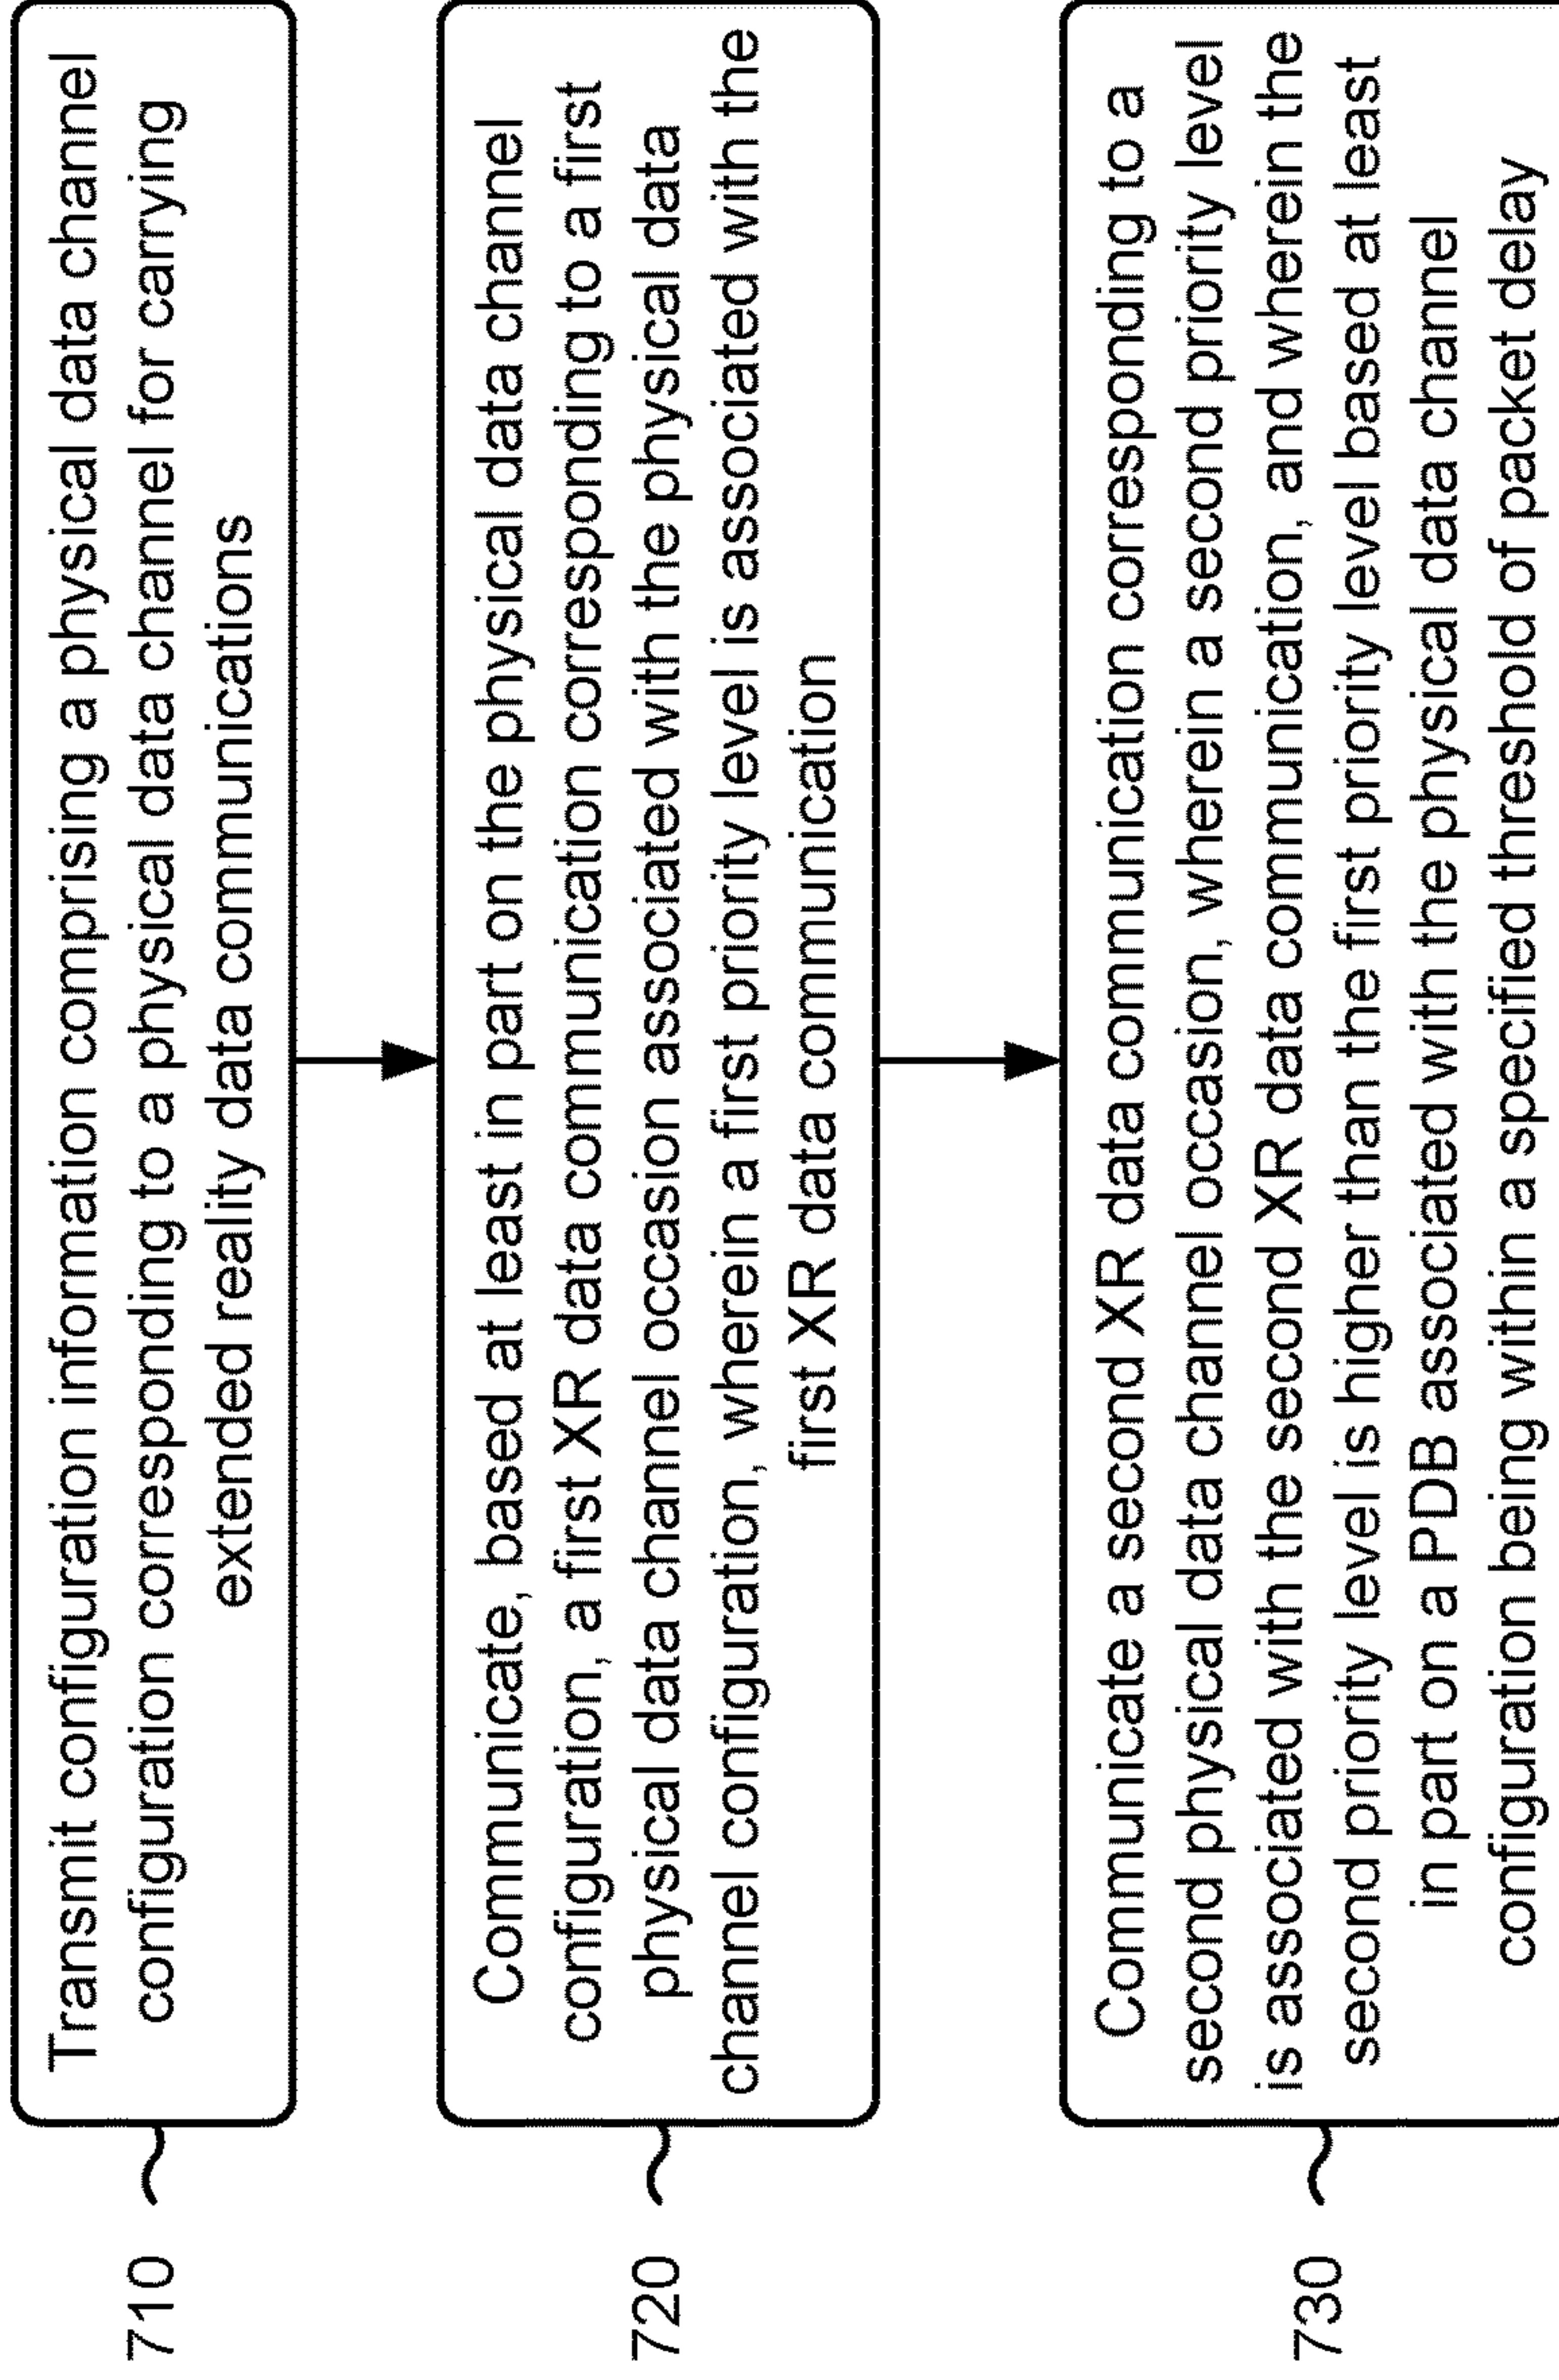 710
Transmit configuration information comprising a physical data channel
configuration corresponding to a physical data channel for carrying
extended reality data communications
720
Communicate, based at least in part on the physical data channel
configuration, a first XR data communication corresponding to a first
physical data channel occasion associated with the physical data
channel configuration, wherein a first priority level is associated with the
first XR data communication
730
Communicate a second XR data communication corresponding to a
second physical data channel occasion, wherein a second priority level
is associated with the second XR data communication, and wherein the
second priority level is higher than the first priority level based at least
in part on a PDB associated with the physical data channel
configuration being within a specified threshold of packet delay